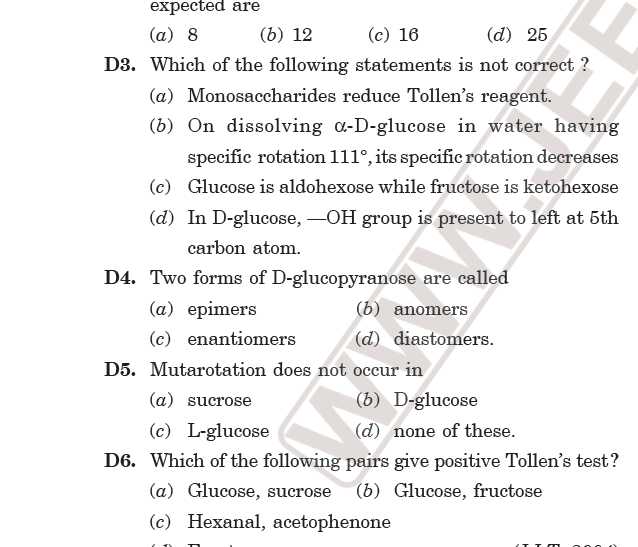 expected are
(a) 8 (b) 12 (c) 16 (d) 25
D3. Which of the following statements is not correct ?
(a) Monosaccharides reduce Tollen's reagent.
(b) On dissolving α-D-glucose in water having
specific rotation 111°, its specific rotation decreases
(c) Glucose is aldohexose while fructose is ketohexose
(d) In D-glucose, —OH group is present to left at 5th
carbon atom.
D4. Two forms of D-glucopyranose are called
(a) epimers (b) anomers
(c) enantiomers (d) diastomers.
D5. Mutarotation does not occur in
(a) sucrose (b) D-glucose
(c) L-glucose (d) none of these.
D6. Which of the following pairs give positive Tollen's test?
(a) Glucose, sucrose (b) Glucose, fructose
(c) Hexanal, acetophenone
WWW.JEE